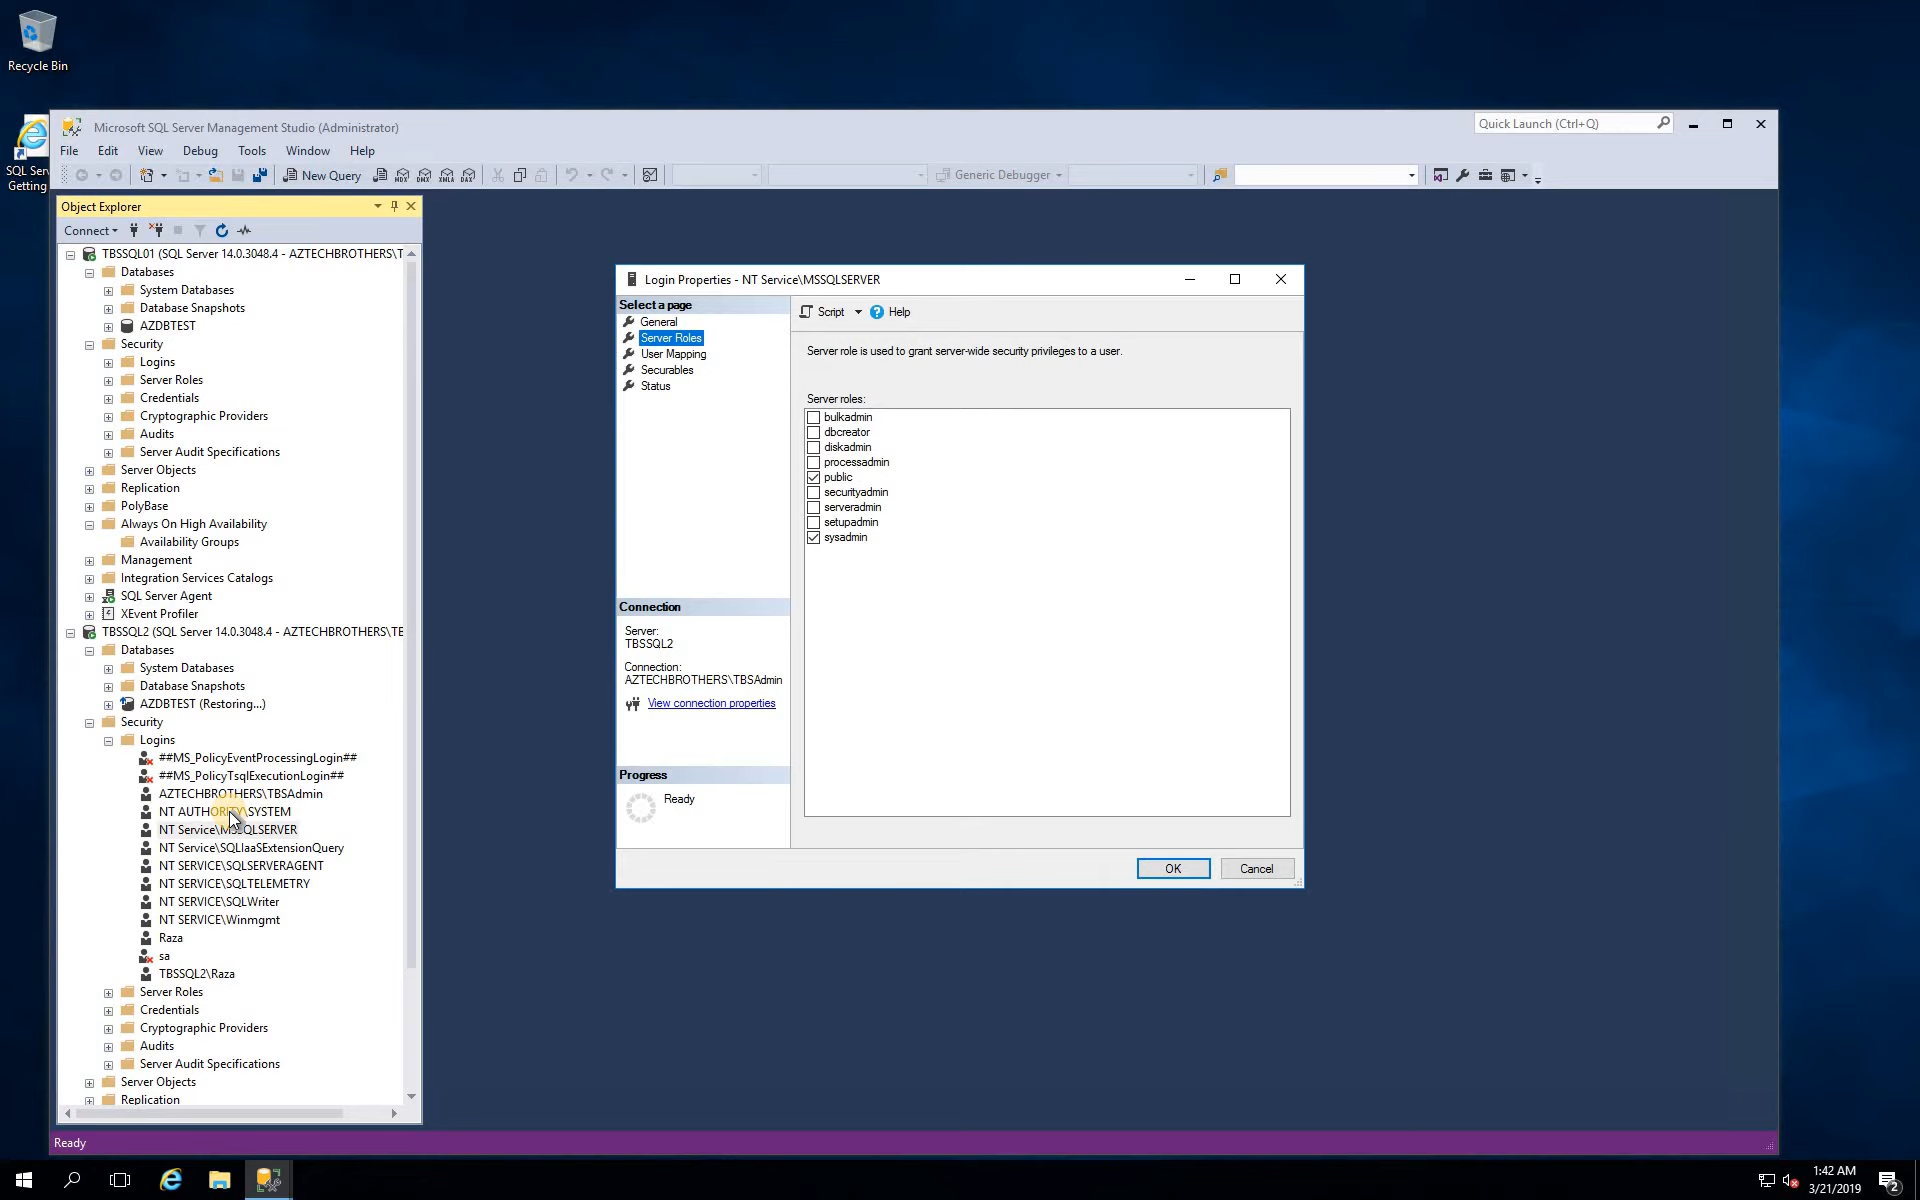 Recycle Bin
SQL Serv
Getting
Microsoft SQL Server Management Studio (Administrator)
Quick Launch (Ctrl+Q)
File Edit View Debug Tools Window Help
New Query
MDX DMX XMLA DAX
Generic Debugger
Object Explorer
Connect
TBSSQL01 (SQL Server 14.0.3048.4 - AZTECHBROTHERS\T
Databases
System Databases
Database Snapshots
AZDBTEST
Security
Logins
Server Roles
Credentials
Cryptographic Providers
Audits
Server Audit Specifications
Server Objects
Replication
PolyBase
Always On High Availability
Availability Groups
Management
Integration Services Catalogs
SQL Server Agent
XEvent Profiler
TBSSQL2 (SQL Server 14.0.3048.4 - AZTECHBROTHERS\TE
Databases
System Databases
Database Snapshots
AZDBTEST (Restoring...)
Security
Logins
##MS_PolicyEventProcessingLogin##
##MS_PolicyTsqlExecutionLogin##
AZTECHBROTHERS\TBSAdmin
NT AUTHORITY\SYSTEM
NT Service\MSSQLSERVER
NT Service\SQLIaaSExtensionQuery
NT SERVICE\SQLSERVERAGENT
NT SERVICE\SQLTELEMETRY
NT SERVICE\SQLWriter
NT SERVICE\Winmgmt
Raza
sa
TBSSQL2\Raza
Server Roles
Credentials
Cryptographic Providers
Audits
Server Audit Specifications
Server Objects
Replication
Login Properties - NT Service\MSSQLSERVER
Select a page
General
Server Roles
User Mapping
Securables
Status
Connection
Server:
TBSSQL2
Connection:
AZTECHBROTHERS\TBSAdmin
View connection properties
Progress
Ready
Script
Help
Server role is used to grant server-wide security privileges to a user.
Server roles:
bulkadmin
dbcreator
diskadmin
processadmin
public
securityadmin
serveradmin
setupadmin
sysadmin
OK
Cancel
Ready
1:42 AM
3/21/2019
2